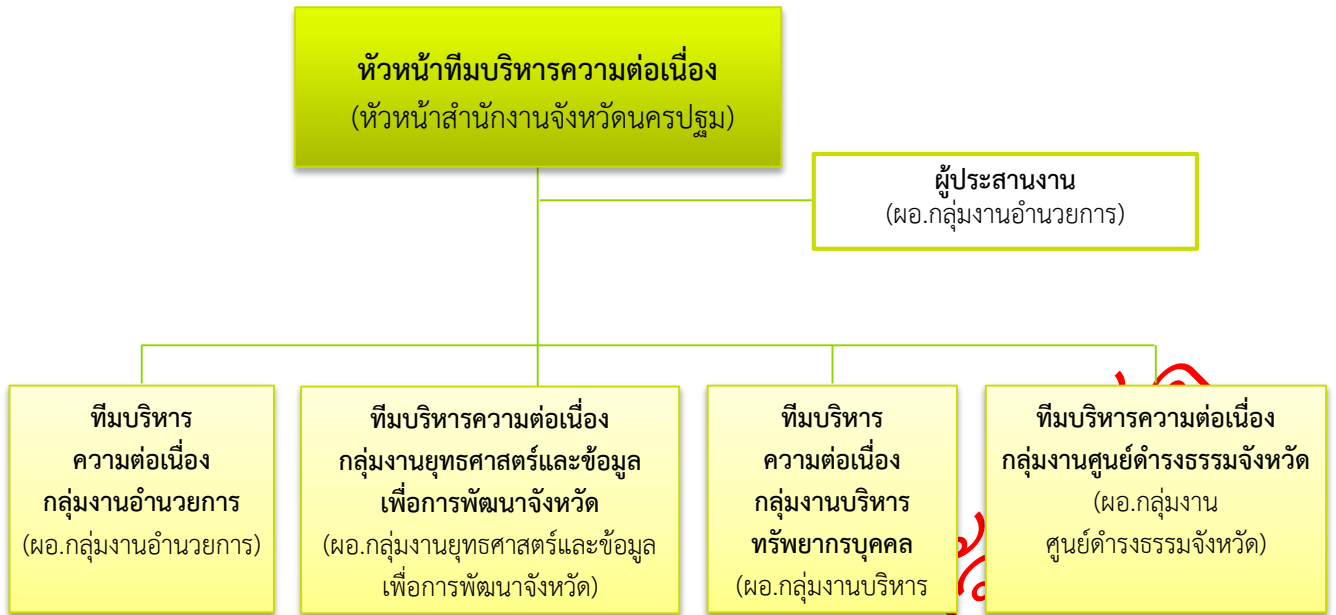 หัวหน้าทีมบริหารความต่อเนื่อง
(หัวหน้าสำนักงานจังหวัดนครปฐม)
ผู้ประสานงาน
(ผอ.กลุ่มงานอำนวยการ)
ทีมบริหาร
ความต่อเนื่อง
กลุ่มงานอำนวยการ
(ผอ.กลุ่มงานอำนวยการ)
ทีมบริหารความต่อเนื่อง
กลุ่มงานยุทธศาสตร์และข้อมูล
เพื่อการพัฒนาจังหวัด
(ผอ.กลุ่มงานยุทธศาสตร์และข้อมูล
เพื่อการพัฒนาจังหวัด)
ทีมบริหาร
ความต่อเนื่อง
กลุ่มงานบริหาร
ทรัพยากรบุคคล
(ผอ.กลุ่มงานบริหาร
ทีมบริหารความต่อเนื่อง
กลุ่มงานศูนย์ดำรงธรรมจังหวัด
(ผอ.กลุ่มงาน
ศูนย์ดำรงธรรมจังหวัด)